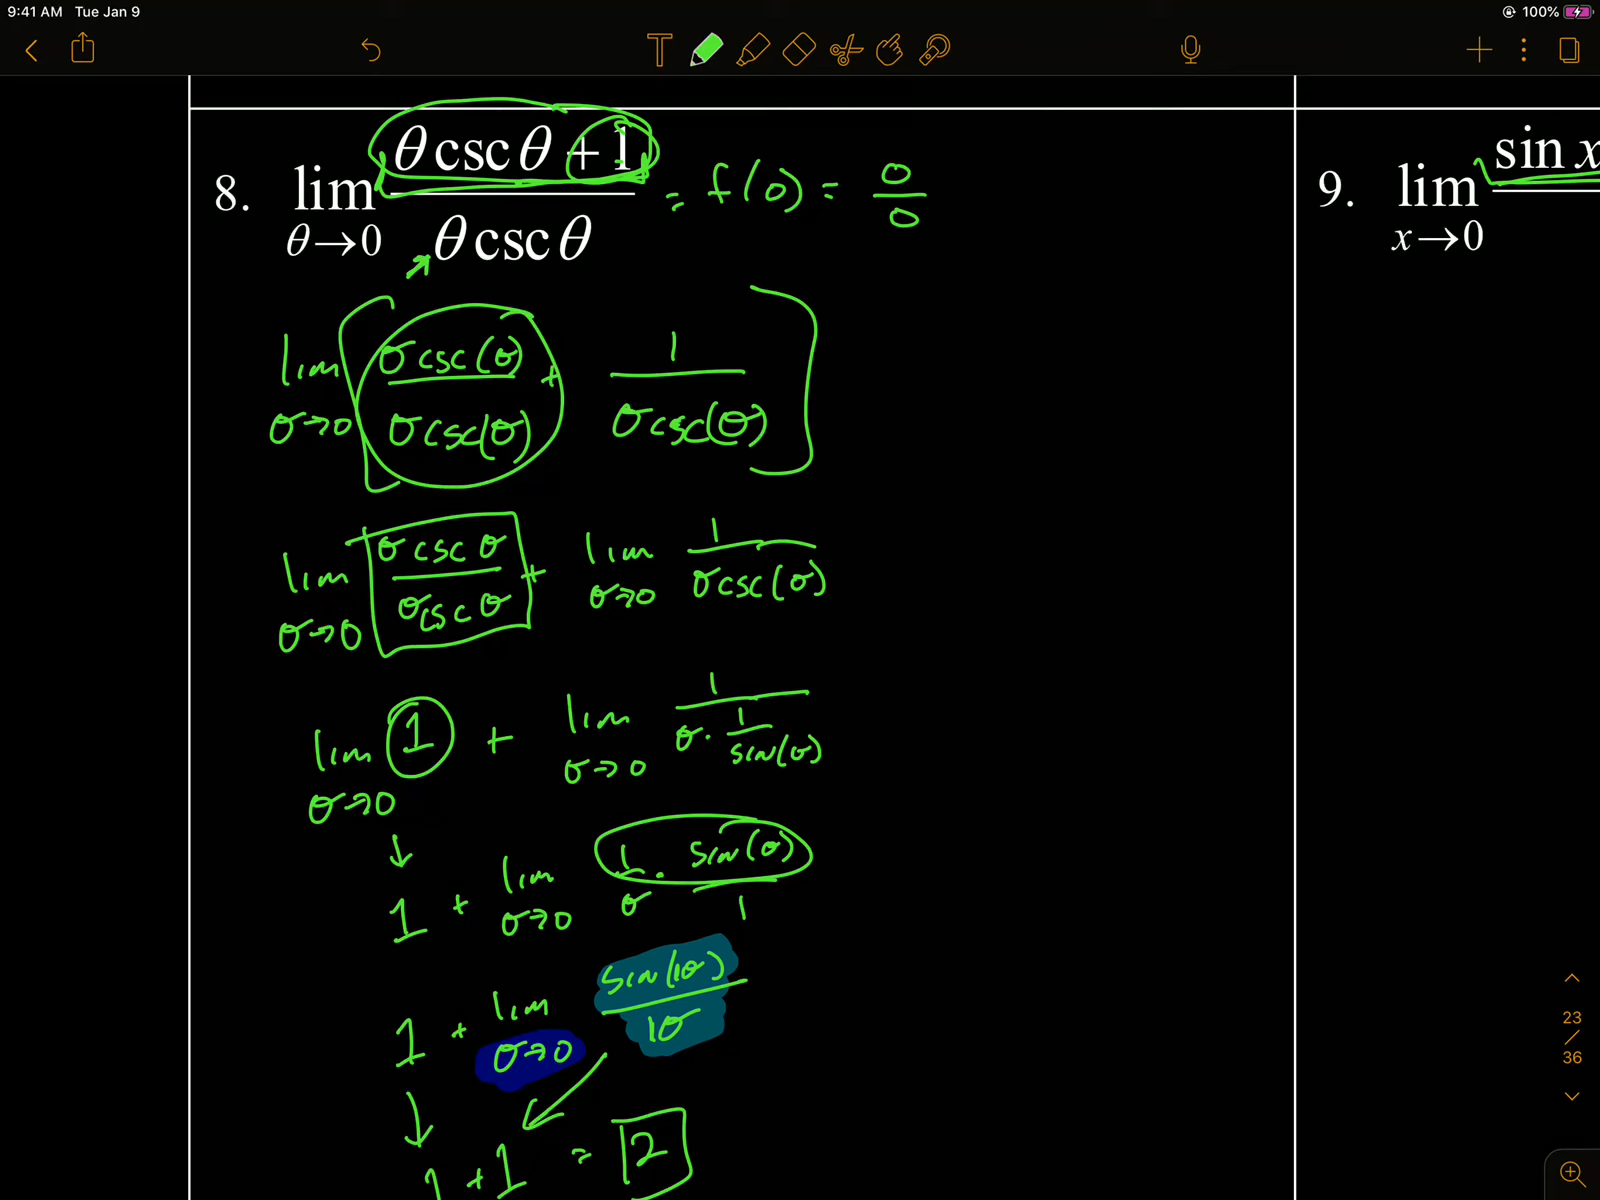 9:41 AM Tue Jan 9
100%
8. lim θ→0 (θ csc θ + 1)/(θ csc θ) = f(0) = 0/0
9. lim x→0 sin x
lim θ→0 [θ csc(θ)/θ csc(θ) + 1/θ csc(θ)]
lim θ→0 θ csc θ/θ csc θ + lim θ→0 1/θ csc(θ)
lim θ→0 1 + lim θ→0 1/(θ · 1/sin(θ))
↓
1 + lim θ→0 1/θ · sin(θ)/1
1 + lim θ→0 sin(1θ)/1θ
1 + 1 = 2
23
/
36